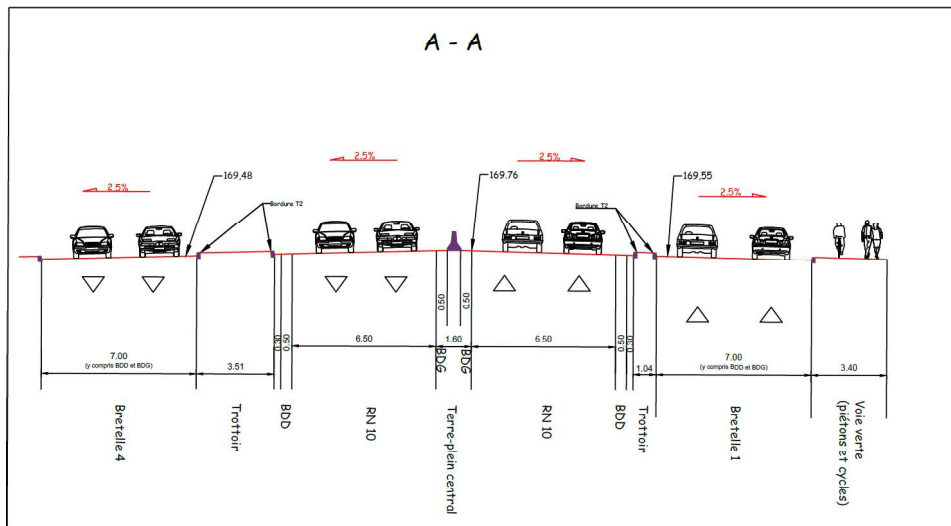 A - A
2.5%
2.5%
169,48
169.76
169,55
2.5%
2.5%
Bordure T2
Bordure T2
0.50
0.50
7.00
(y compris BDD et BDG)
3.51
0.30
0.50
6.50
1.60
6.50
0.50
0.30
1.04
7.00
(y compris BDD et BDG)
3.40
Bretelle 4
Trottoir
BDD
RN 10
BDG
Terre-plein central
BDG
RN 10
BDD
Trottoir
Bretelle 1
Voie verte
(piétons et cycles)